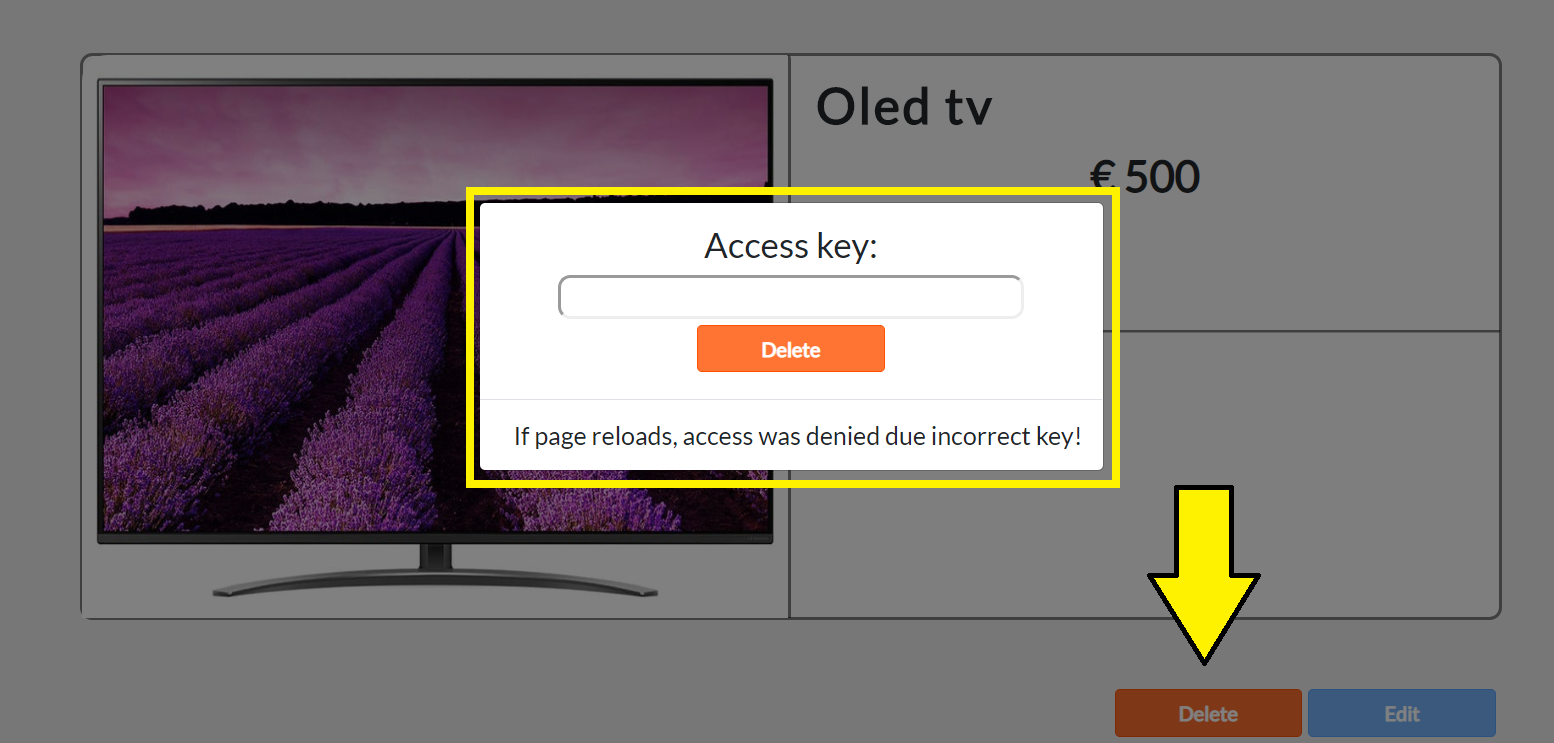 Oled tv
€ 500
Access key:
Delete
If page reloads, access was denied due incorrect key!
Delete
Edit